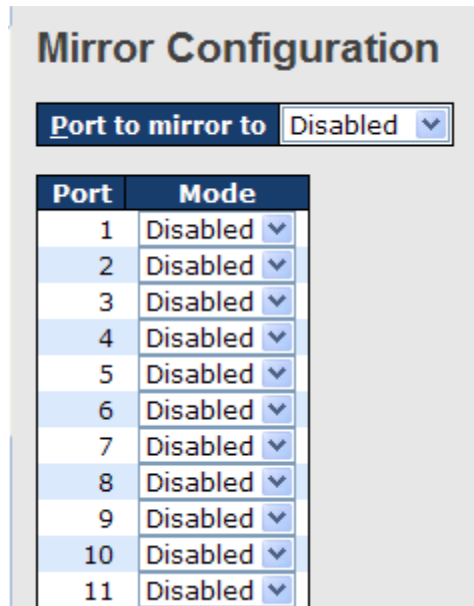 Mirror Configuration
Port to mirror to Disabled
Port Mode
1 Disabled
2 Disabled
3 Disabled
4 Disabled
5 Disabled
6 Disabled
7 Disabled
8 Disabled
9 Disabled
10 Disabled
11 Disabled